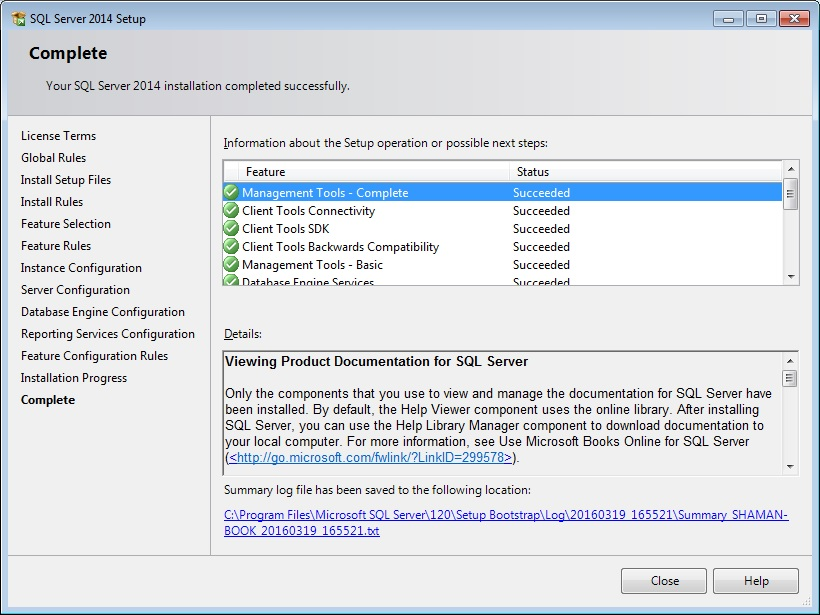 SQL Server 2014 Setup
Complete
Your SQL Server 2014 installation completed successfully.
License Terms
Global Rules
Install Setup Files
Install Rules
Feature Selection
Feature Rules
Instance Configuration
Server Configuration
Database Engine Configuration
Reporting Services Configuration
Feature Configuration Rules
Installation Progress
Complete
Information about the Setup operation or possible next steps:
Feature Status
Management Tools - Complete Succeeded
Client Tools Connectivity Succeeded
Client Tools SDK Succeeded
Client Tools Backwards Compatibility Succeeded
Management Tools - Basic Succeeded
Database Engine Services Succeeded
Details:
Viewing Product Documentation for SQL Server
Only the components that you use to view and manage the documentation for SQL Server have
been installed. By default, the Help Viewer component uses the online library. After installing
SQL Server, you can use the Help Library Manager component to download documentation to
your local computer. For more information, see Use Microsoft Books Online for SQL Server
(<http://go.microsoft.com/fwlink/?LinkID=299578>).
Summary log file has been saved to the following location:
C:\Program Files\Microsoft SQL Server\120\Setup Bootstrap\Log\20160319_165521\Summary_SHAMAN-
BOOK_20160319_165521.txt
Close Help